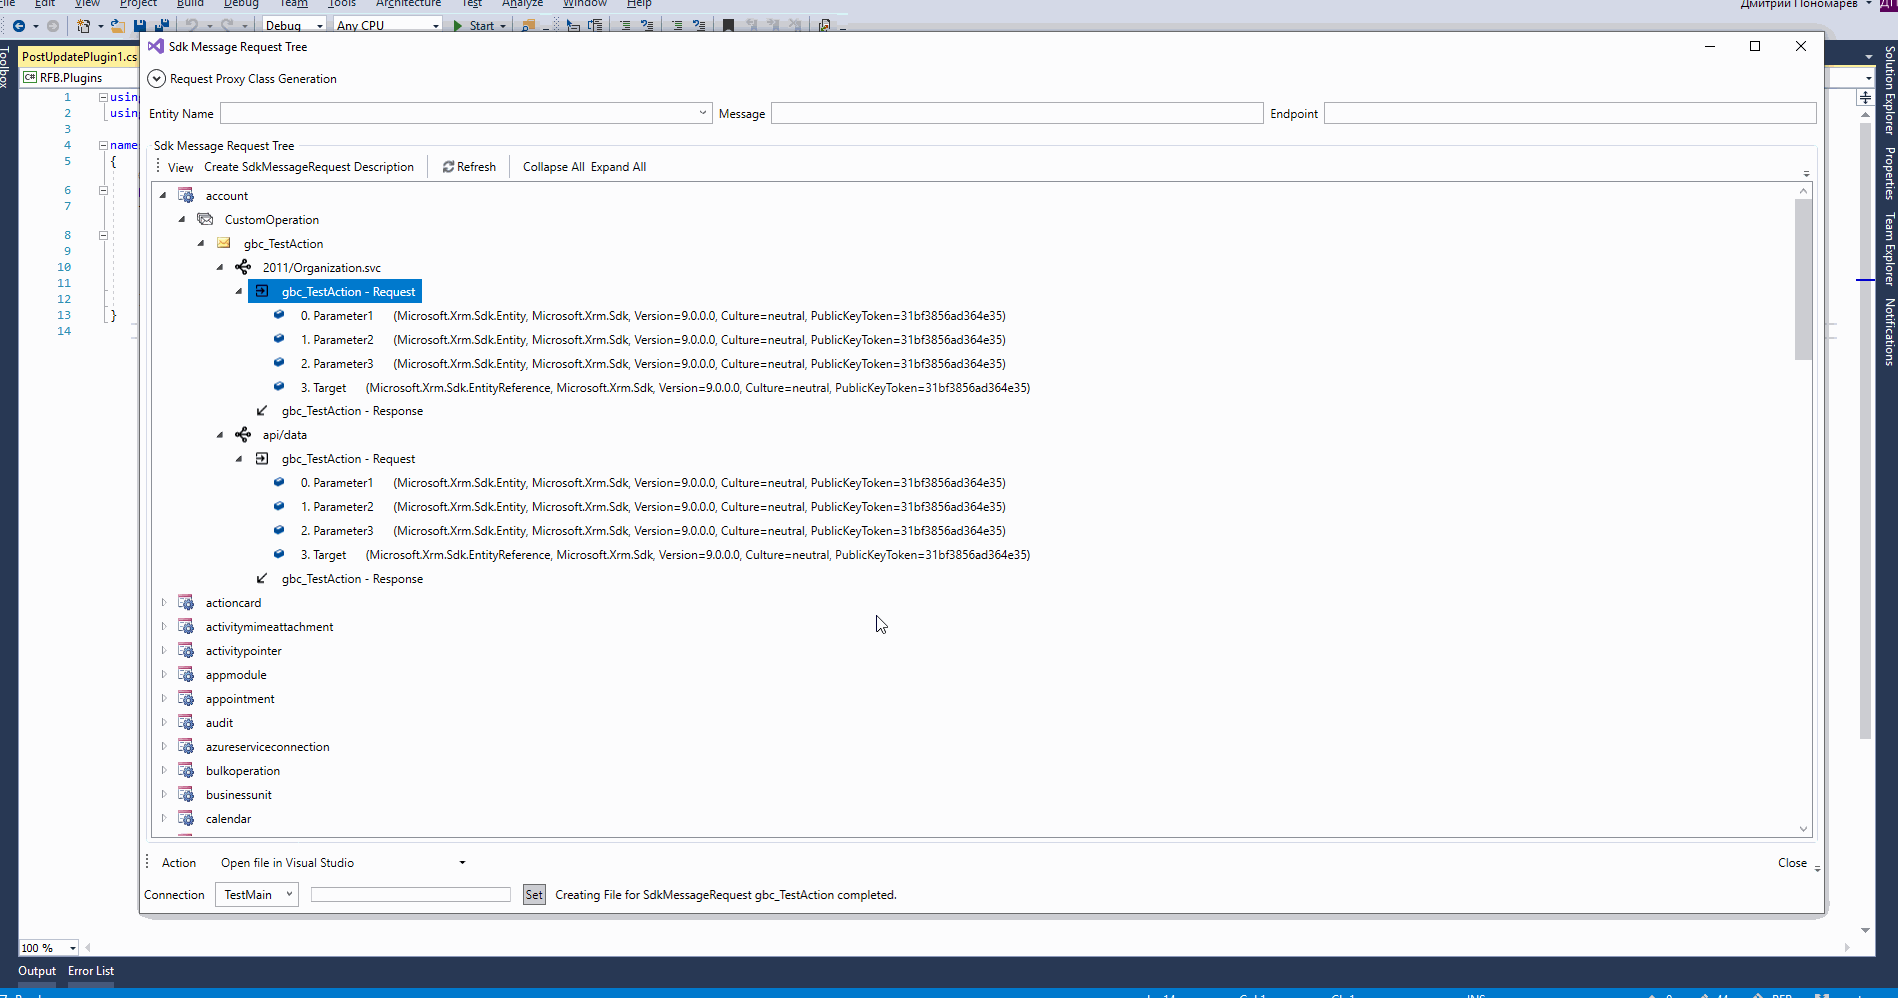 File Edit View Project Build Debug Team Tools Architecture Test Analyze Window Help Дмитрий Пономарев ДП
Debug Any CPU Start
Toolbox
PostUpdatePlugin1.cs
C# RFB.Plugins
1 usin
2 usin
3
4 name
5 {
6
7
8
9
10
11
12
13 }
14
Sdk Message Request Tree
Request Proxy Class Generation
Entity Name Message Endpoint
Sdk Message Request Tree
View Create SdkMessageRequest Description Refresh Collapse All Expand All
account
CustomOperation
gbc_TestAction
2011/Organization.svc
gbc_TestAction - Request
0. Parameter1 (Microsoft.Xrm.Sdk.Entity, Microsoft.Xrm.Sdk, Version=9.0.0.0, Culture=neutral, PublicKeyToken=31bf3856ad364e35)
1. Parameter2 (Microsoft.Xrm.Sdk.Entity, Microsoft.Xrm.Sdk, Version=9.0.0.0, Culture=neutral, PublicKeyToken=31bf3856ad364e35)
2. Parameter3 (Microsoft.Xrm.Sdk.Entity, Microsoft.Xrm.Sdk, Version=9.0.0.0, Culture=neutral, PublicKeyToken=31bf3856ad364e35)
3. Target (Microsoft.Xrm.Sdk.EntityReference, Microsoft.Xrm.Sdk, Version=9.0.0.0, Culture=neutral, PublicKeyToken=31bf3856ad364e35)
gbc_TestAction - Response
api/data
gbc_TestAction - Request
0. Parameter1 (Microsoft.Xrm.Sdk.Entity, Microsoft.Xrm.Sdk, Version=9.0.0.0, Culture=neutral, PublicKeyToken=31bf3856ad364e35)
1. Parameter2 (Microsoft.Xrm.Sdk.Entity, Microsoft.Xrm.Sdk, Version=9.0.0.0, Culture=neutral, PublicKeyToken=31bf3856ad364e35)
2. Parameter3 (Microsoft.Xrm.Sdk.Entity, Microsoft.Xrm.Sdk, Version=9.0.0.0, Culture=neutral, PublicKeyToken=31bf3856ad364e35)
3. Target (Microsoft.Xrm.Sdk.EntityReference, Microsoft.Xrm.Sdk, Version=9.0.0.0, Culture=neutral, PublicKeyToken=31bf3856ad364e35)
gbc_TestAction - Response
actioncard
activitymimeattachment
activitypointer
appmodule
appointment
audit
azureserviceconnection
bulkoperation
businessunit
calendar
Action Open file in Visual Studio Close
Connection TestMain Set Creating File for SdkMessageRequest gbc_TestAction completed.
Solution Explorer
Properties
Team Explorer
Notifications
100 %
Output Error List